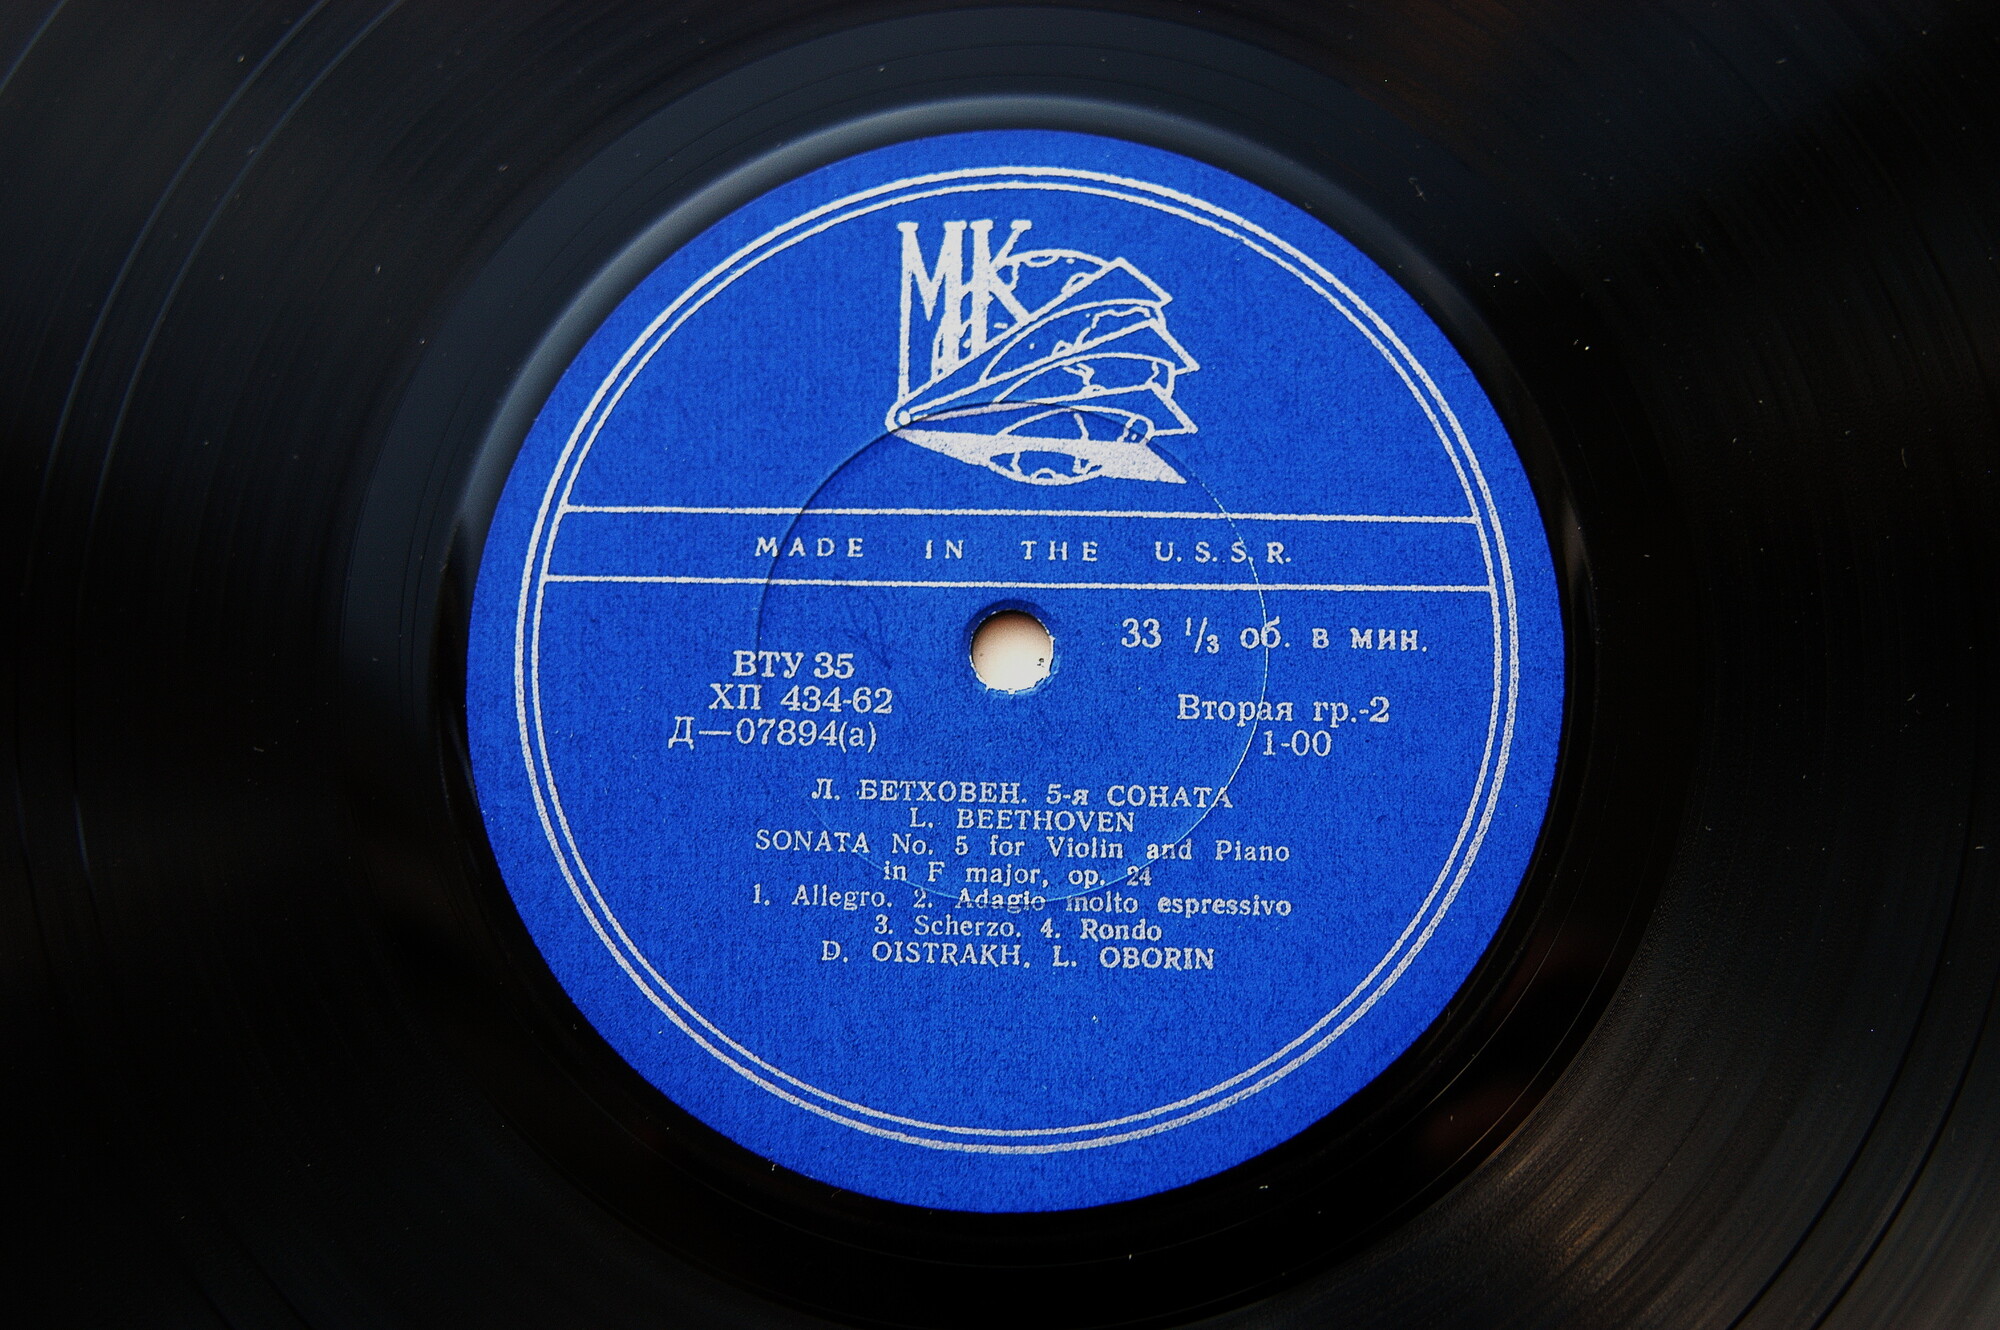 МК
MADE IN THE U.S.S.R.
33 1/3 об. в мин.
ВТУ 35
ХП 434-62
Д—07894(а)
Вторая гр.-2
1-00
Л. БЕТХОВЕН. 5-я СОНАТА
L. BEETHOVEN
SONATA No. 5 for Violin and Piano
in F major, op. 24
1. Allegro. 2. Adagio molto espressivo
3. Scherzo. 4. Rondo
D. OISTRAKH, L. OBORIN